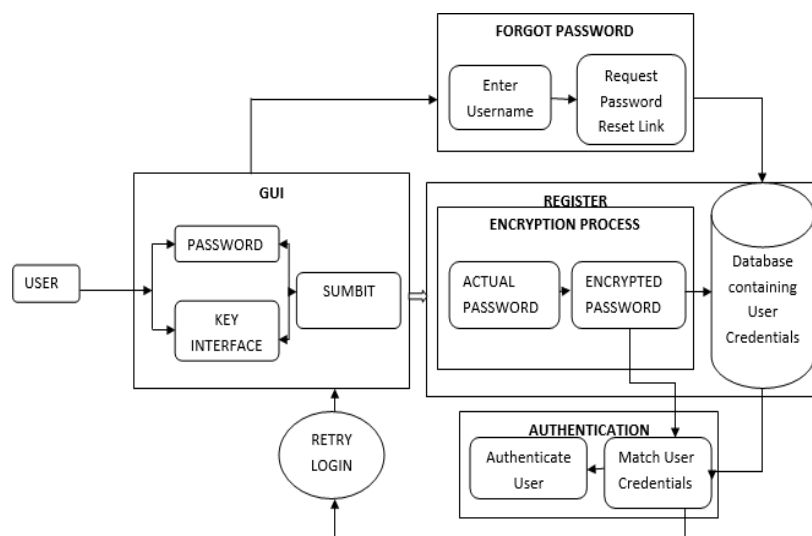 FORGOT PASSWORD
Enter
Username
Request
Password
Reset Link
GUI
PASSWORD
KEY
INTERFACE
SUMBIT
USER
REGISTER
ENCRYPTION PROCESS
ACTUAL
PASSWORD
ENCRYPTED
PASSWORD
Database
containing
User
Credentials
RETRY
LOGIN
AUTHENTICATION
Authenticate
User
Match User
Credentials